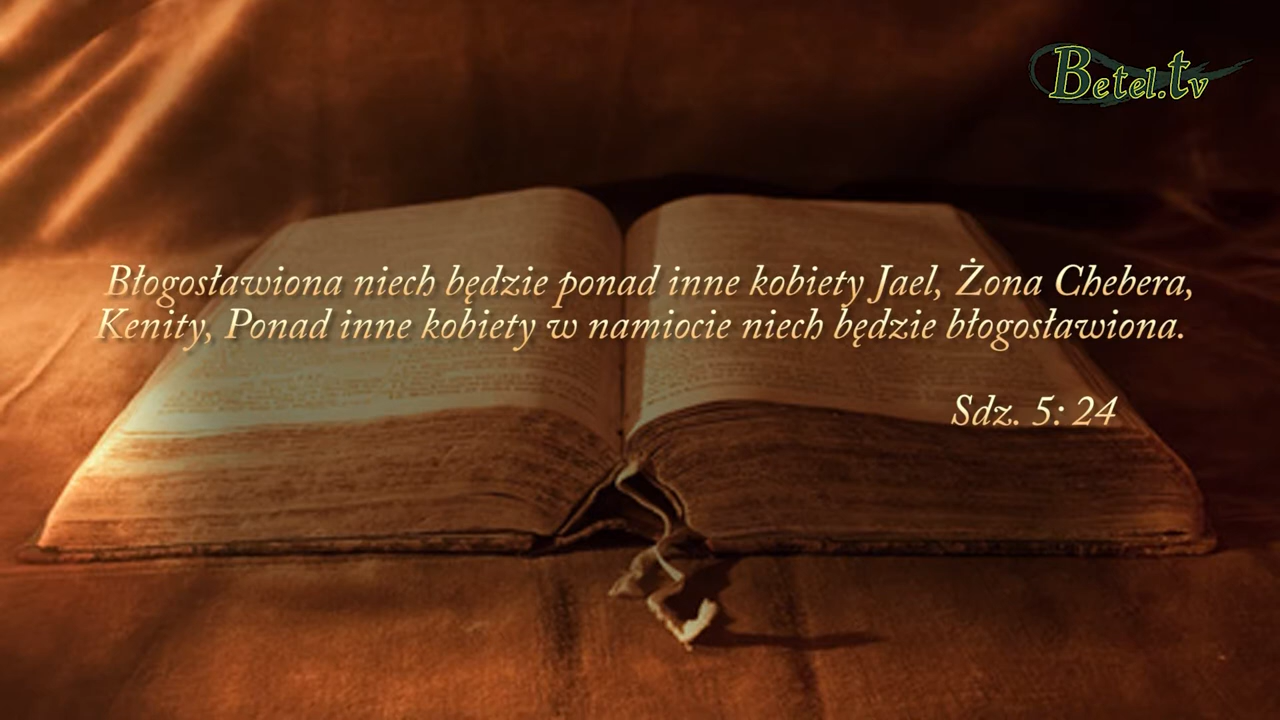 Betel.tv
Błogosławiona niech będzie ponad inne kobiety Jael, Żona Chebera,
Kenity, Ponad inne kobiety w namiocie niech będzie błogosławiona.
Sdz. 5: 24